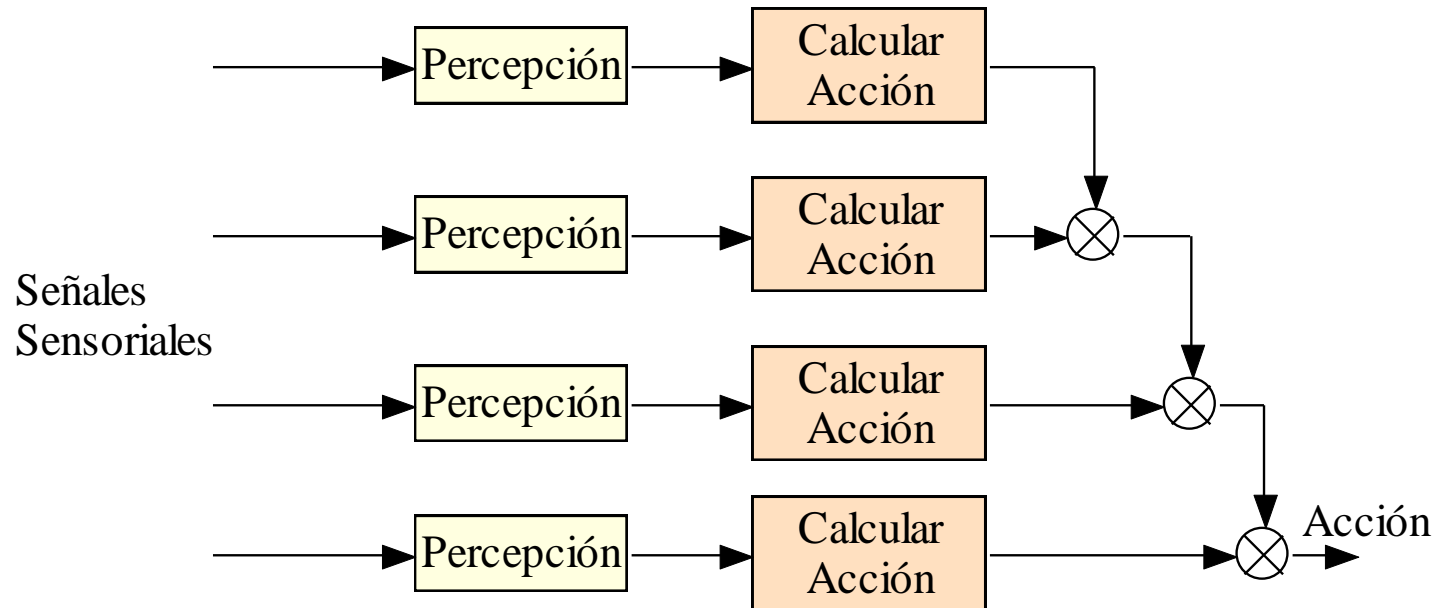 Percepción
Calcular
Acción
Percepción
Calcular
Acción
Señales
Sensoriales
Percepción
Calcular
Acción
Percepción
Calcular
Acción
Acción